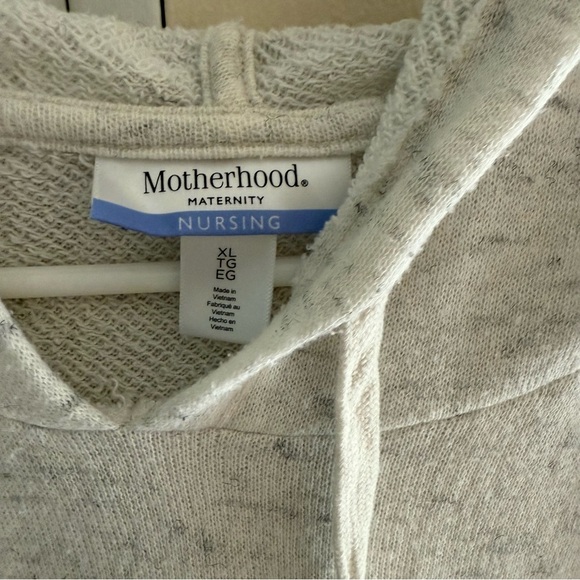 Motherhood®
MATERNITY
NURSING
XL
TG
EG
Made in
Vietnam
Fabriqué au
Vietnam
Hecho en
Vietnam